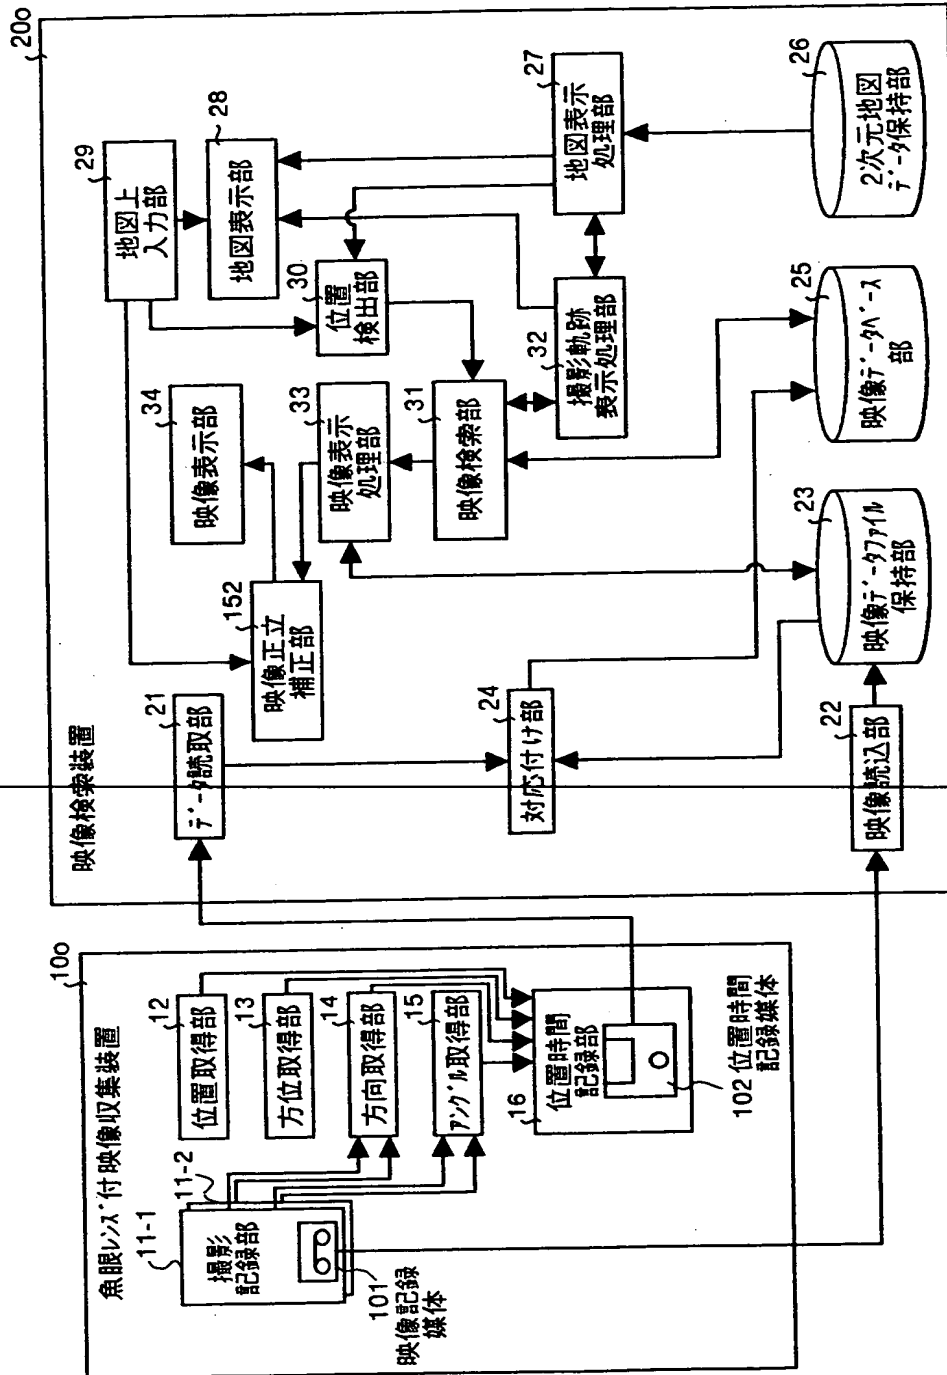 魚眼レンズ付映像収集装置
10o
11-1
11-2
撮影
記録部
101
映像記録
媒体
12
位置取得部
13
方位取得部
14
方向取得部
15
アングル取得部
16
位置時間
記録部
102 位置時間
記録媒体
映像検索装置
20o
21
データ読取部
22
映像読込部
23
映像データファイル
保持部
24
対応付け部
25
映像データベース
部
26
2次元地図
データ保持部
27
地図表示
処理部
28
地図表示部
29
地図上
入力部
30
位置
検出部
31
映像検索部
32
撮影軌跡
表示処理部
33
映像表示
処理部
34
映像表示部
152
映像正立
補正部